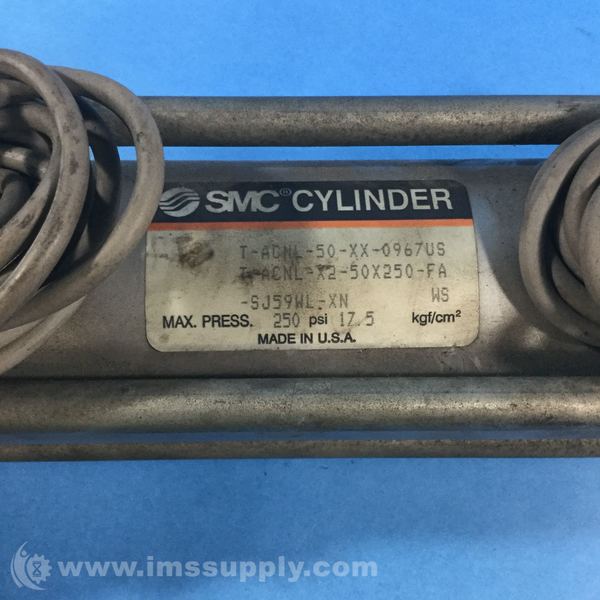 SMC® CYLINDER
T-ACNL-50-XX-0967US
T-ACNL-X2-50X250-FA
-SJ59WL-XN WS
MAX. PRESS. 250 psi 17.5 kgf/cm²
MADE IN U.S.A.
www.imssupply.com